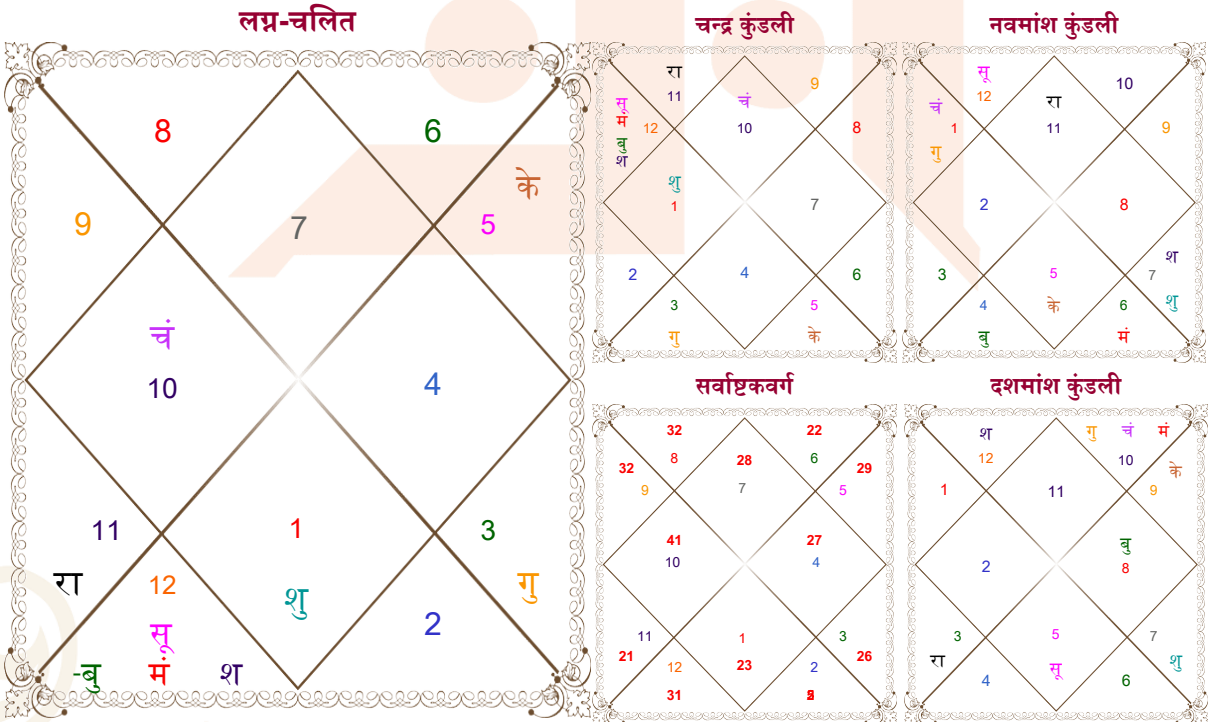 लग्न-चलित
8
6
के
9
7
5
चं
10
4
11
1
3
रा
12
शु
गु
सू
2
-बु मं श
चन्द्र कुंडली
रा
9
सू
11
चं
मं
12
10
8
बु
श
शु
1
7
2
4
6
3
5
गु
के
नवमांश कुंडली
सू
10
चं
12
रा
1
11
9
गु
2
8
श
3
5
7
4
के
6
शु
बु
मं
सर्वाष्टकवर्ग
32
22
8
28
6
32
29
9
7
5
41
27
10
4
11
1
3
21
12
23
2
26
31
दशमांश कुंडली
श
गु चं मं
12
10
के
1
11
9
बु
2
8
3
5
7
रा
सू
शु
4
6